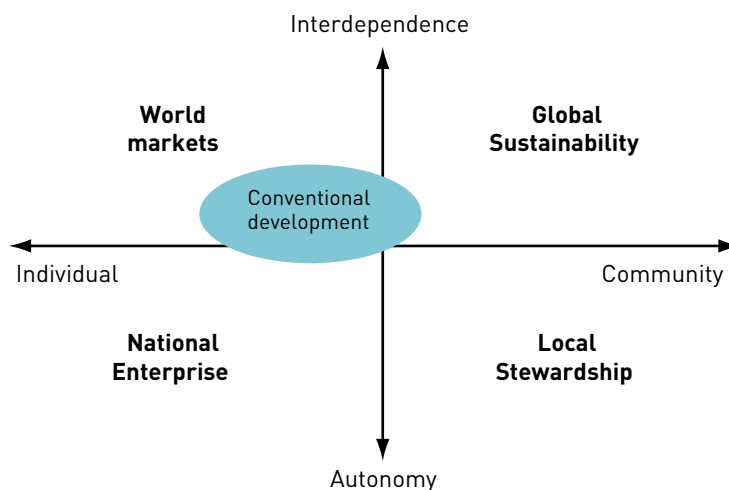 Interdependence
World
markets
Global
Sustainability
Conventional
development
Individual
Community
National
Enterprise
Local
Stewardship
Autonomy